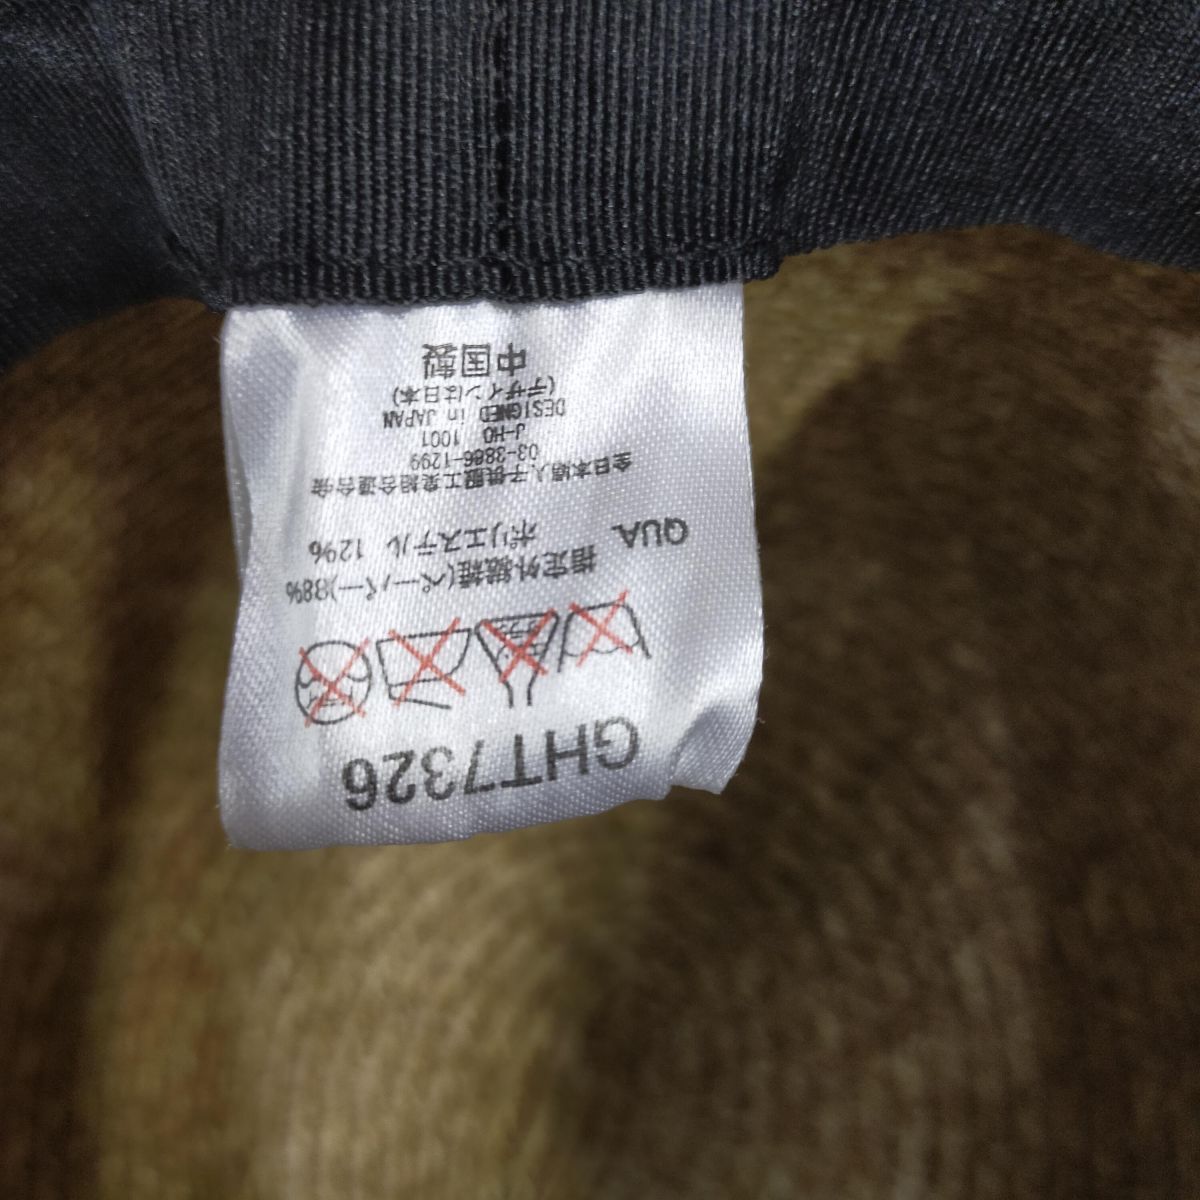 GHT7326
指定外繊維(ペーパー)88%
QUA. ポリエステル 12%
全日本婦人子供服工業組合連合会
03-3866-1299
J-HO 1001
DESIGNED in JAPAN
(デザインは日本)
中国製